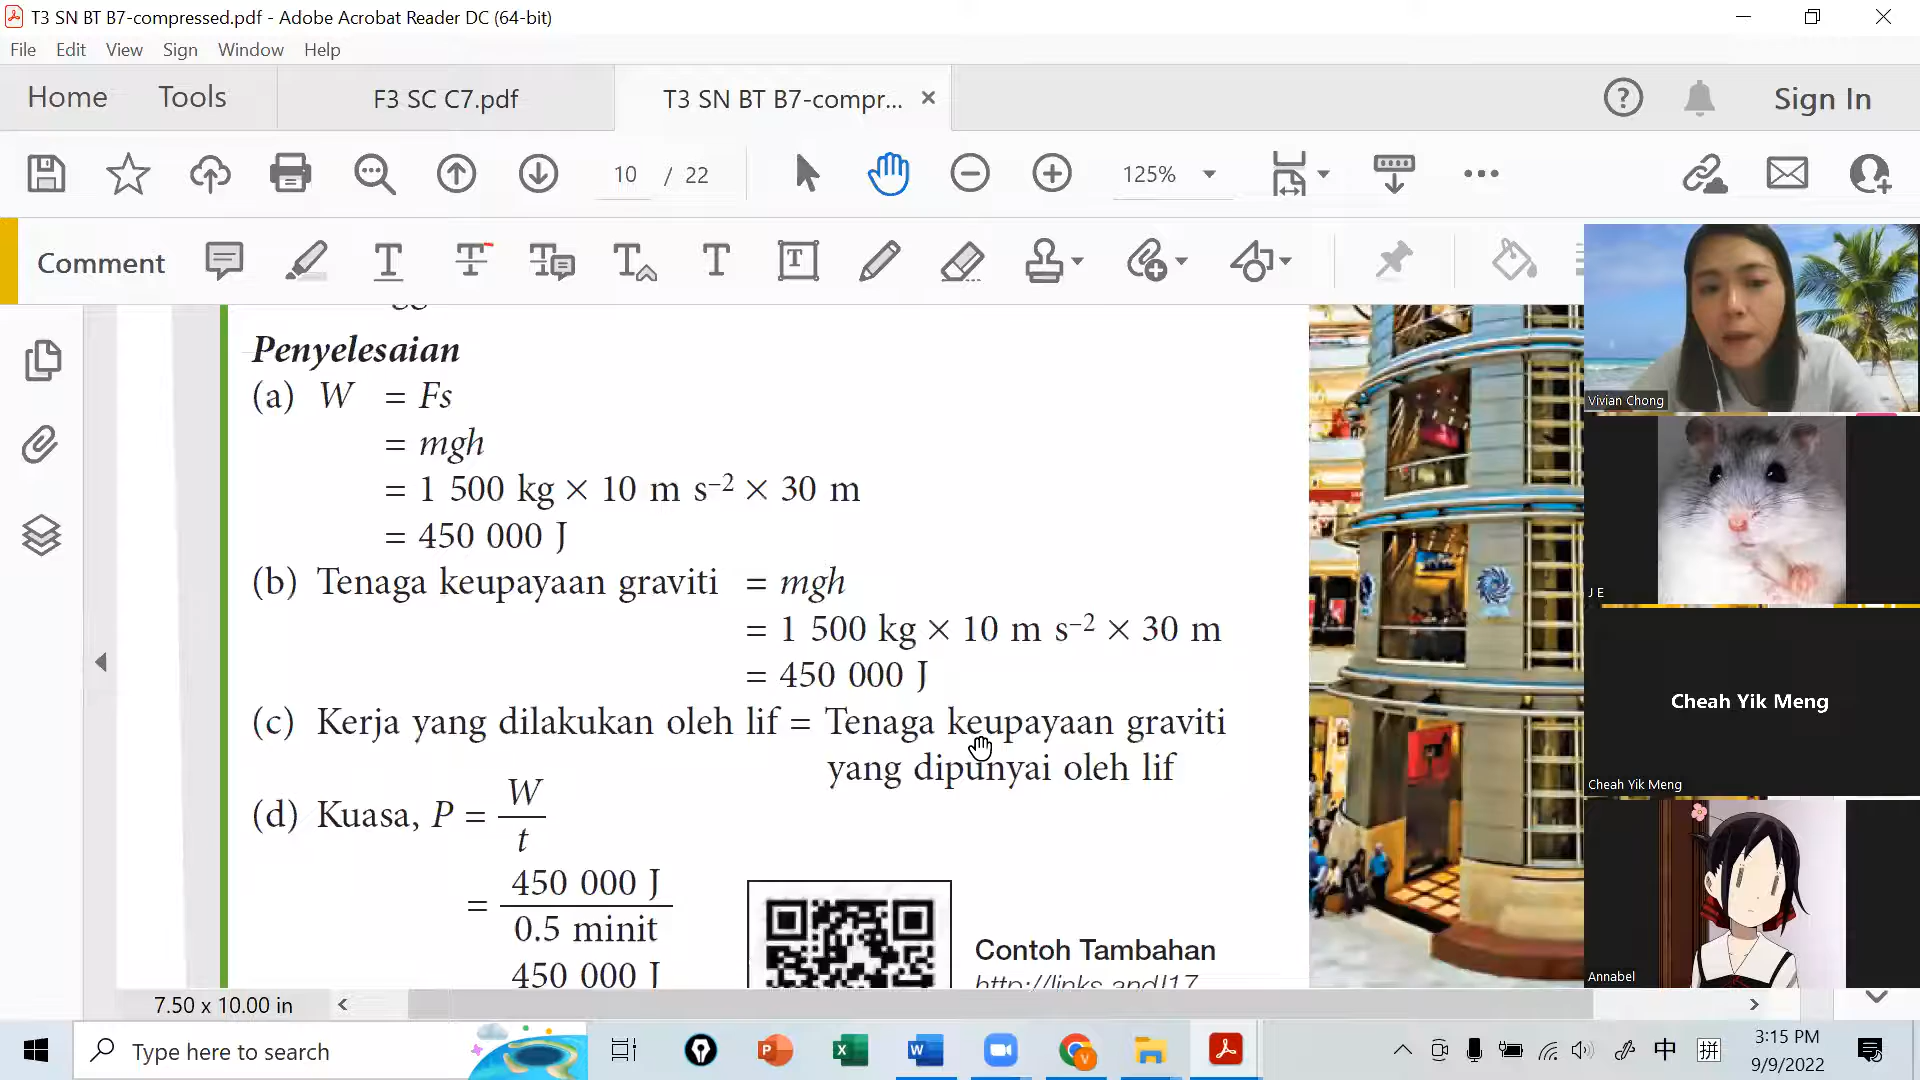 T3 SN BT B7-compressed.pdf - Adobe Acrobat Reader DC (64-bit)
File Edit View Sign Window Help
Home Tools F3 SC C7.pdf T3 SN BT B7-compr... × Sign In
10 / 22 125%
Comment
Penyelesaian
(a) W = Fs
= mgh
= 1 500 kg × 10 m s⁻² × 30 m
= 450 000 J
(b) Tenaga keupayaan graviti = mgh
= 1 500 kg × 10 m s⁻² × 30 m
= 450 000 J
(c) Kerja yang dilakukan oleh lif = Tenaga keupayaan graviti
yang dipunyai oleh lif
(d) Kuasa, P = W
t
= 450 000 J
0.5 minit
450 000 J
Contoh Tambahan
Vivian Chong
J E
Cheah Yik Meng
Cheah Yik Meng
Annabel
7.50 x 10.00 in
Type here to search
中 拼
3:15 PM
9/9/2022